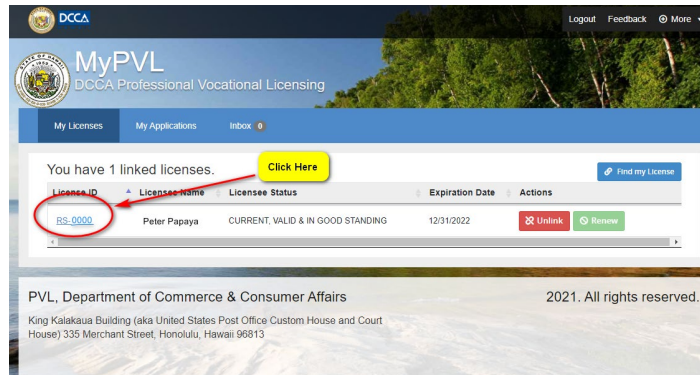 DCCA
Logout Feedback More
MyPVL
DCCA Professional Vocational Licensing
My Licenses My Applications Inbox 0
You have 1 linked licenses.
Click Here
Find my License
License ID Licensee Name Licensee Status Expiration Date Actions
RS-0000 Peter Papaya CURRENT, VALID & IN GOOD STANDING 12/31/2022 Unlink Renew
PVL, Department of Commerce & Consumer Affairs
2021. All rights reserved.
King Kalakaua Building (aka United States Post Office Custom House and Court
House) 335 Merchant Street, Honolulu, Hawaii 96813